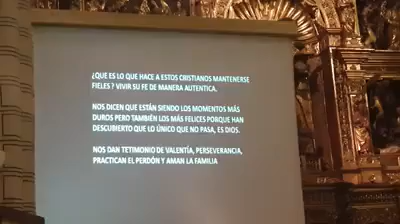 ¿QUE ES LO QUE HACE A ESTOS CRISTIANOS MANTENERSE
FIELES ? VIVIR SU FE DE MANERA AUTENTICA.
NOS DICEN QUE ESTÁN SIENDO LOS MOMENTOS MÁS
DUROS PERO TAMBIÉN LOS MÁS FELICES PORQUE HAN
DESCUBIERTO QUE LO ÚNICO QUE NO PASA, ES DIOS.
NOS DAN TETIMONIO DE VALENTÍA, PERSEVERANCIA,
PRACTICAN EL PERDÓN Y AMAN LA FAMILIA